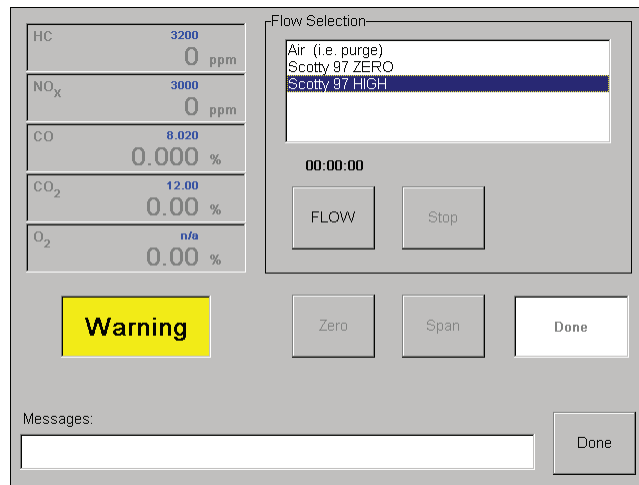 HC 3200
0 ppm
NOX 3000
0 ppm
CO 8.020
0.000 %
CO2 12.00
0.00 %
O2 n/a
0.00 %
Flow Selection
Air (i.e. purge)
Scotty 97 ZERO
Scotty 97 HIGH
00:00:00
FLOW Stop
Warning
Zero Span Done
Messages:
Done